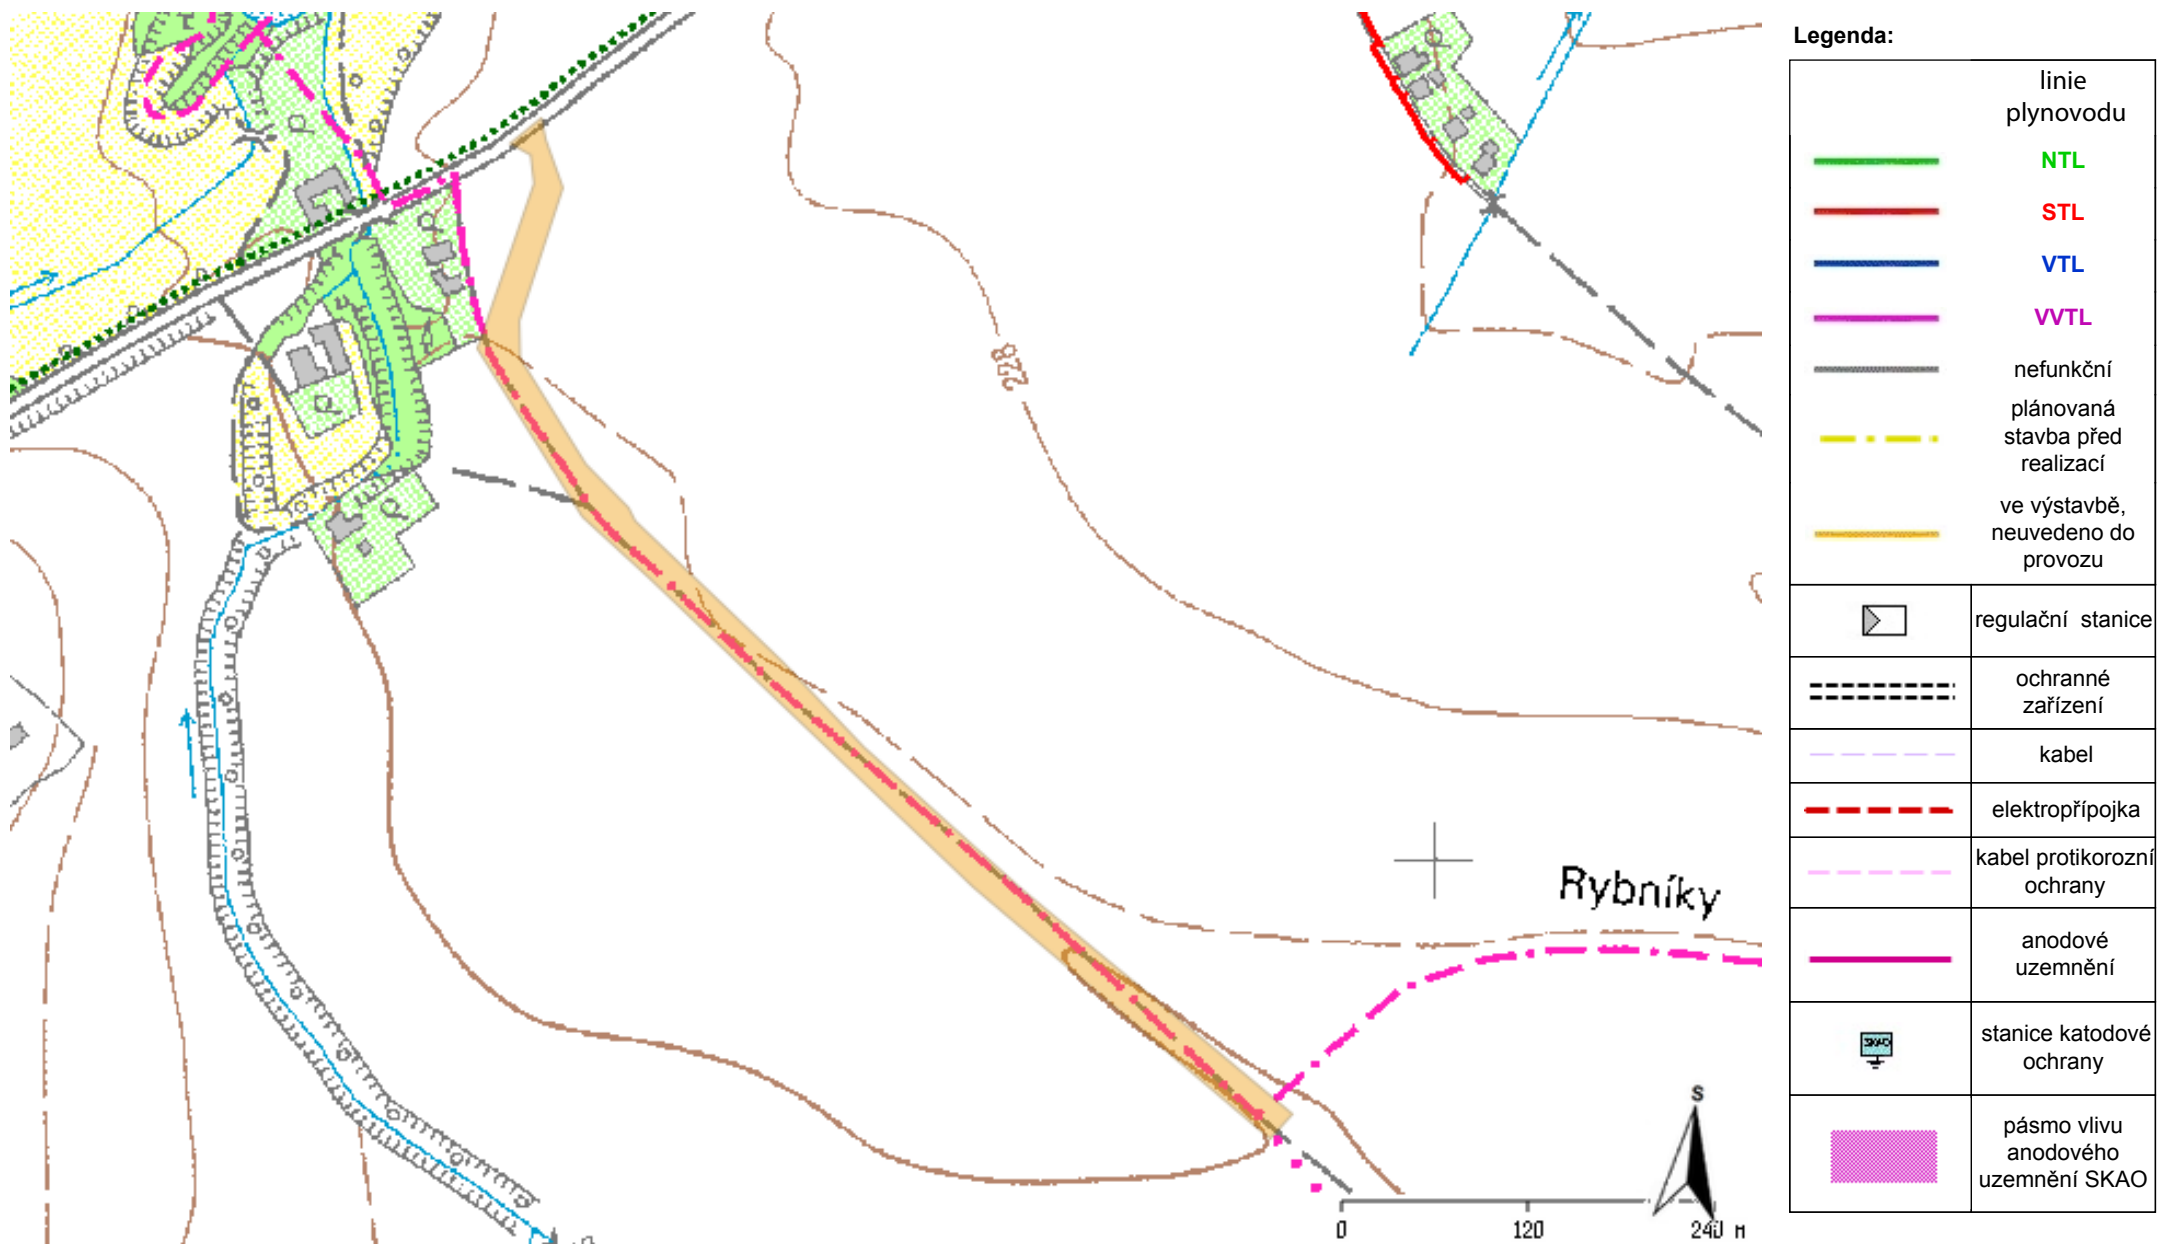 228
Rybníky
S
0
120
240 M
Legenda:
linie
plynovodu
NTL
STL
VTL
VVTL
nefunkční
plánovaná
stavba před
realizací
ve výstavbě,
neuvedeno do
provozu
regulační stanice
ochranné
zařízení
kabel
elektropřípojka
kabel protikorozní
ochrany
anodové
uzemnění
SKAO
stanice katodové
ochrany
pásmo vlivu
anodového
uzemnění SKAO